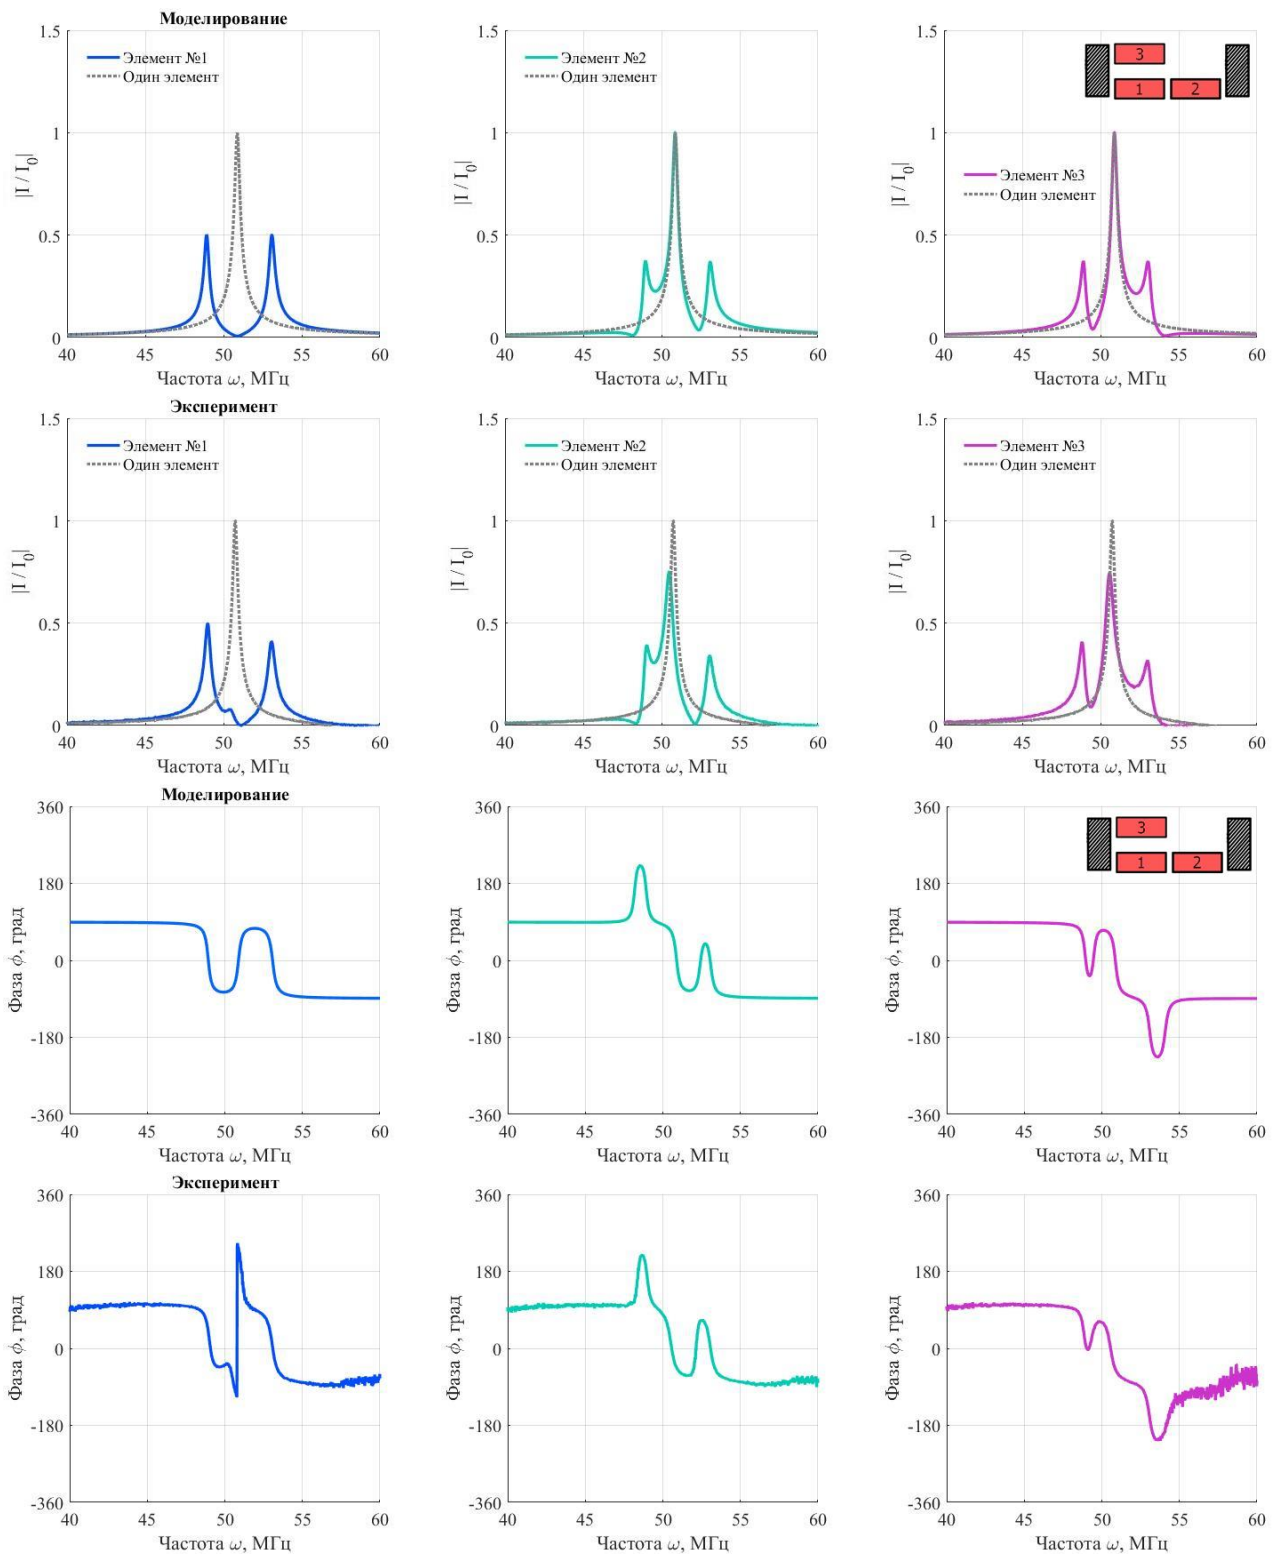 Моделирование
1.5
1
0.5
0
|I / I0|
Элемент №1
Один элемент
40 45 50 55 60
Частота ω, МГц
1.5
1
0.5
0
|I / I0|
Элемент №2
Один элемент
40 45 50 55 60
Частота ω, МГц
1.5
1
0.5
0
|I / I0|
3
1 2
Элемент №3
Один элемент
40 45 50 55 60
Частота ω, МГц
Эксперимент
1.5
1
0.5
0
|I / I0|
Элемент №1
Один элемент
40 45 50 55 60
Частота ω, МГц
1.5
1
0.5
0
|I / I0|
Элемент №2
Один элемент
40 45 50 55 60
Частота ω, МГц
1.5
1
0.5
0
|I / I0|
Элемент №3
Один элемент
40 45 50 55 60
Частота ω, МГц
Моделирование
360
180
0
-180
-360
Фаза ϕ, град
40 45 50 55 60
Частота ω, МГц
360
180
0
-180
-360
Фаза ϕ, град
40 45 50 55 60
Частота ω, МГц
360
180
0
-180
-360
Фаза ϕ, град
3
1 2
40 45 50 55 60
Частота ω, МГц
Эксперимент
360
180
0
-180
-360
Фаза ϕ, град
40 45 50 55 60
Частота ω, МГц
360
180
0
-180
-360
Фаза ϕ, град
40 45 50 55 60
Частота ω, МГц
360
180
0
-180
-360
Фаза ϕ, град
40 45 50 55 60
Частота ω, МГц